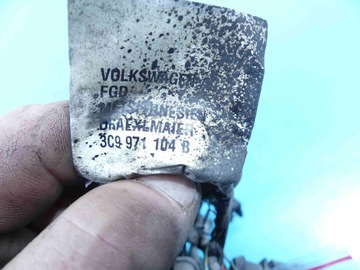 VOLKSWAGEN
FGD
DRAEXLMAIER
3C9 971 104 B